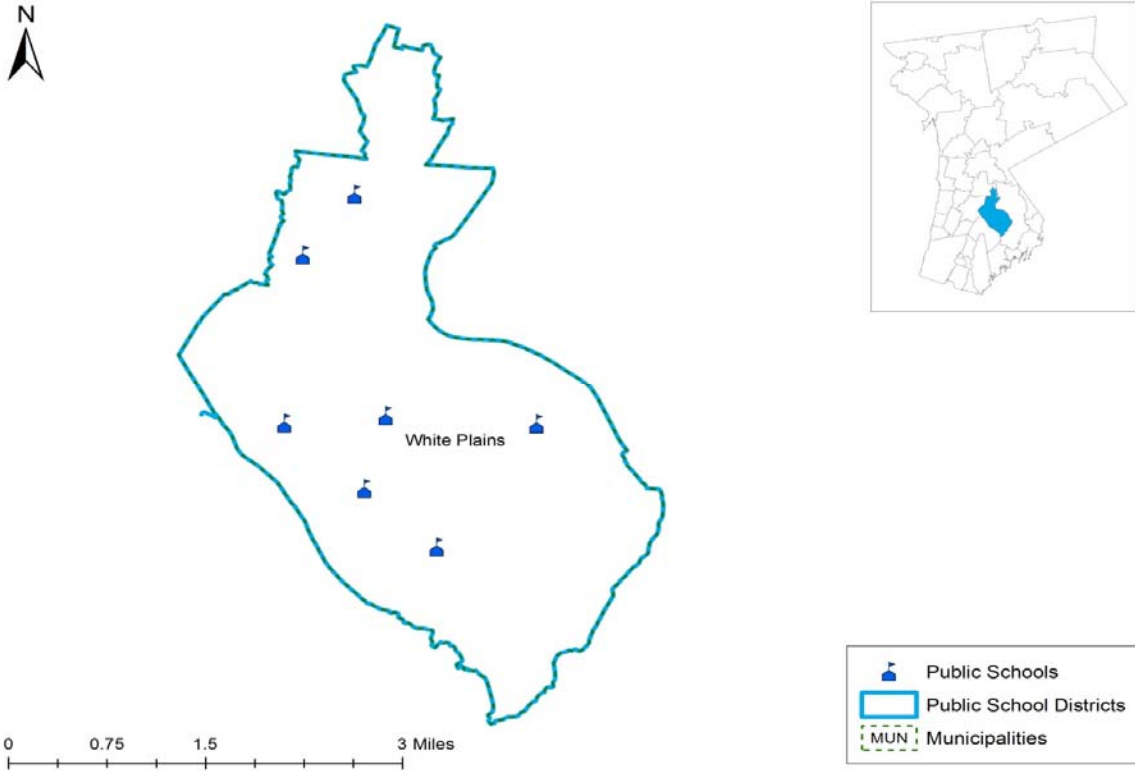 N
White Plains
0 0.75 1.5 3 Miles
Public Schools
Public School Districts
MUN Municipalities